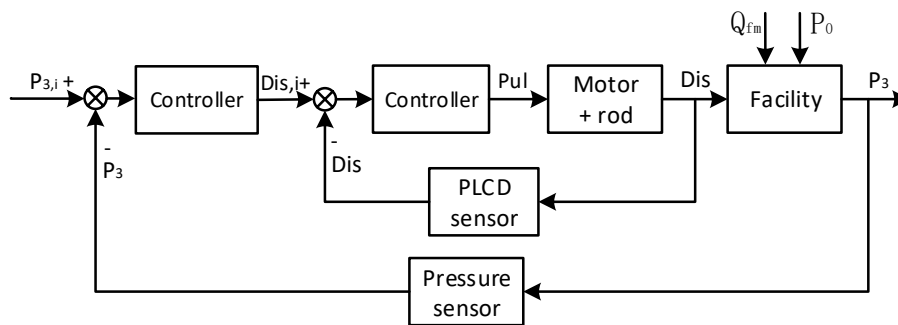 Q_fm P_0
P_3,i + Controller Dis,i+ Controller Pul Motor + rod Dis Facility P_3
-
P_3
-
Dis
PLCD
sensor
Pressure
sensor